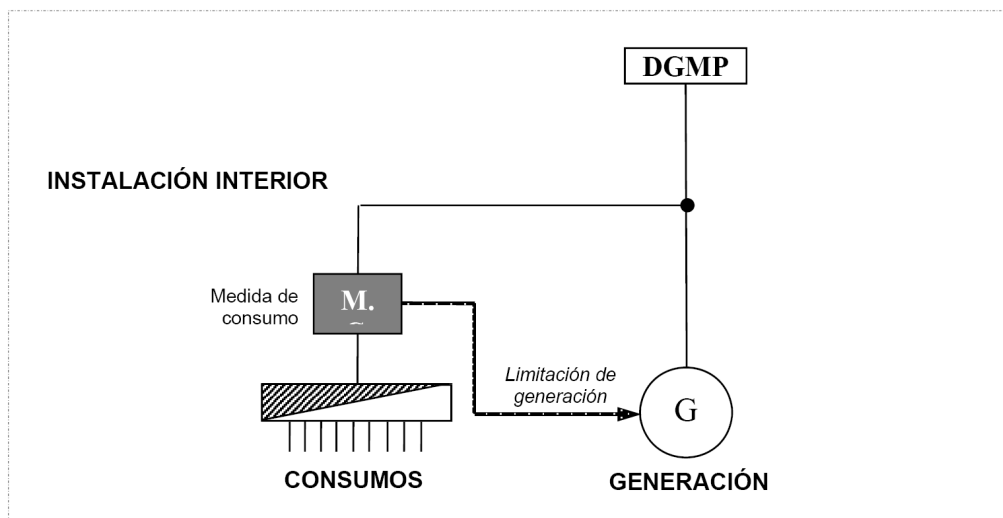 DGMP
INSTALACIÓN INTERIOR
Medida de
consumo
M.
~
Limitación de
generación
G
CONSUMOS
GENERACIÓN